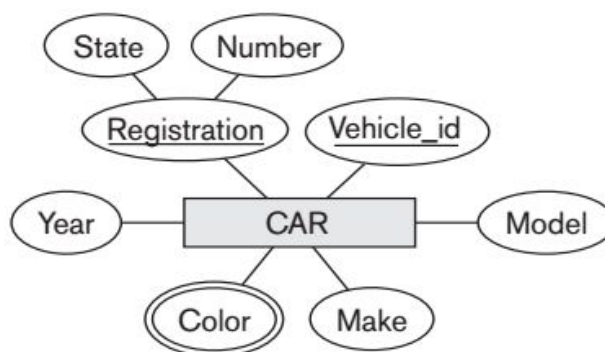 State
Number
Registration
Vehicle_id
Year
CAR
Model
Color
Make